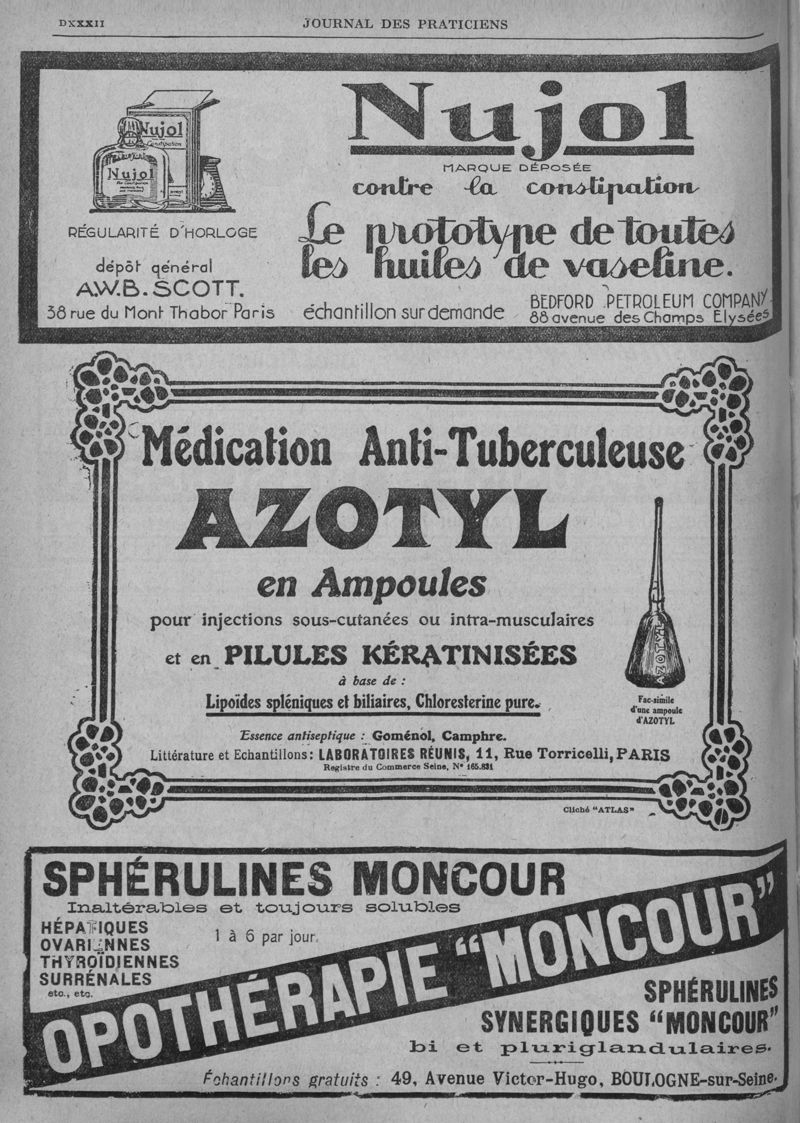 DXXXII
JOURNAL DES PRATICIENS
Nujol
Constipation
Nujol
For Constipation
RÉGULARITÉ D'HORLOGE
dépôt général
A.W.B. SCOTT.
38 rue du Mont Thabor Paris
Nujol
MARQUE DÉPOSÉE
contre la constipation
Le prototype de toutes
les huiles de vaseline.
échantillon sur demande
BEDFORD PETROLEUM COMPANY
88 avenue des Champs Elysées
Médication Anti-Tuberculeuse
AZOTYL
en Ampoules
pour injections sous-cutanées ou intra-musculaires
et en PILULES KÉRATINISÉES
à base de :
Lipoïdes spléniques et biliaires, Chloresterine pure.
Essence antiseptique : Goménol, Camphre.
Littérature et Echantillons : LABORATOIRES RÉUNIS, 11, Rue Torricelli, PARIS
Registre du Commerce Seine, N° 165.831
AZOTYL
Fac-simile
d'une ampoule
d'AZOTYL
Cliché "ATLAS"
SPHÉRULINES MONCOUR
Inaltérables et toujours solubles
HÉPATIQUES
OVARIENNES
THYROÏDIENNES
SURRÉNALES
etc., etc.
1 à 6 par jour.
OPOTHÉRAPIE "MONCOUR"
SPHÉRULINES
SYNERGIQUES "MONCOUR"
bi et pluriglandulaires.
Échantillons gratuits : 49, Avenue Victor-Hugo, BOULOGNE-sur-Seine.